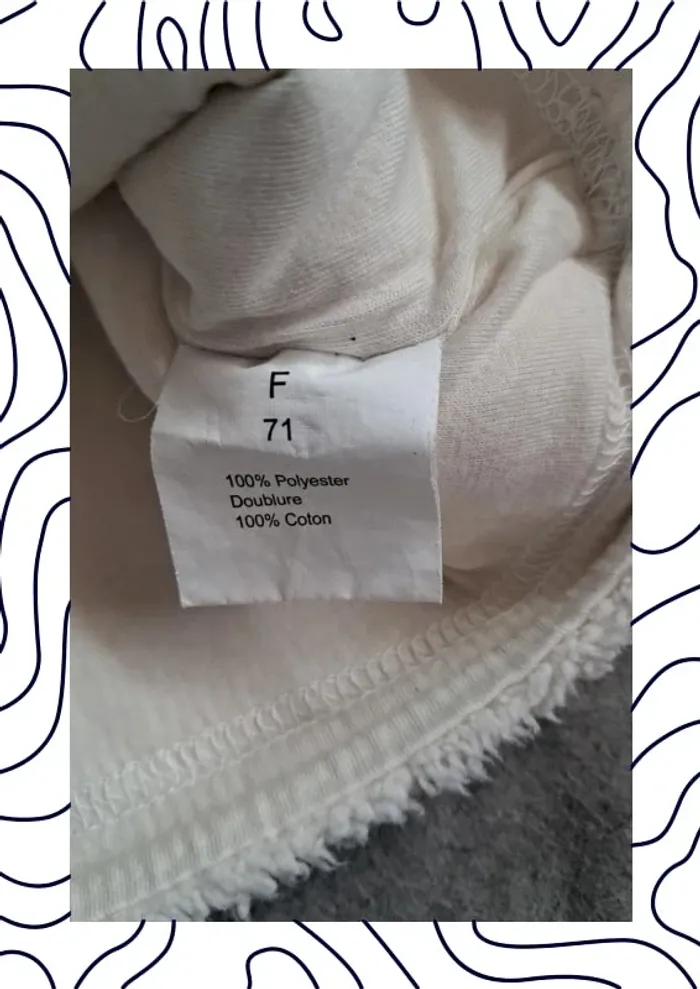 F
71
100% Polyester
Doublure
100% Coton